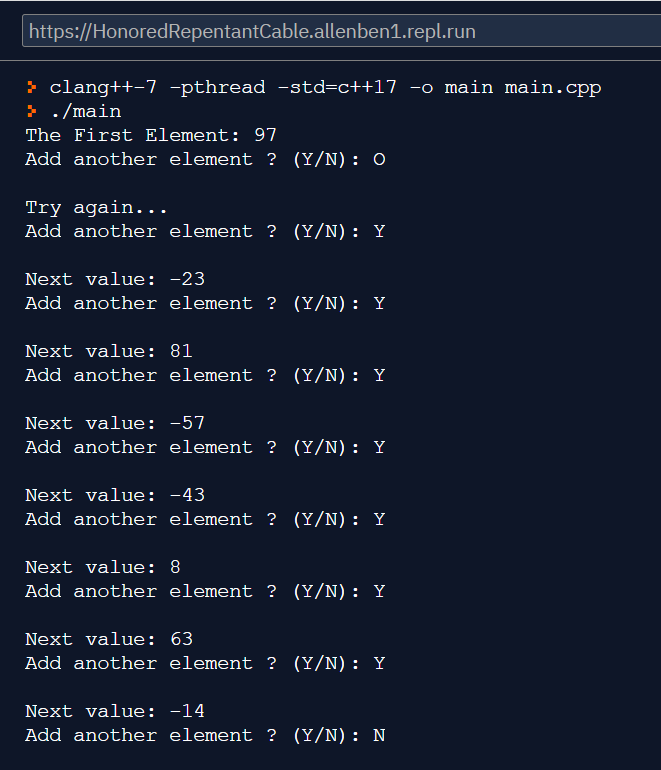 https://HonoredRepentantCable.allenben1.repl.run
> clang++-7 -pthread -std=c++17 -o main main.cpp
> ./main
The First Element: 97
Add another element ? (Y/N): O
Try again...
Add another element ? (Y/N): Y
Next value: -23
Add another element ? (Y/N): Y
Next value: 81
Add another element ? (Y/N): Y
Next value: -57
Add another element ? (Y/N): Y
Next value: -43
Add another element ? (Y/N): Y
Next value: 8
Add another element ? (Y/N): Y
Next value: 63
Add another element ? (Y/N): Y
Next value: -14
Add another element ? (Y/N): N